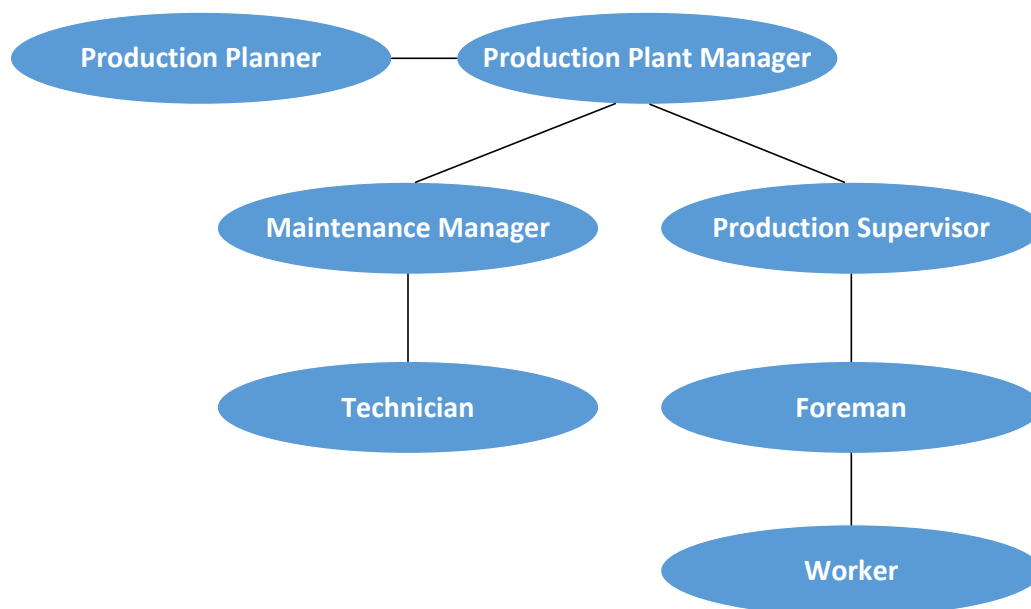 Production Planner
Production Plant Manager
Maintenance Manager
Production Supervisor
Technician
Foreman
Worker